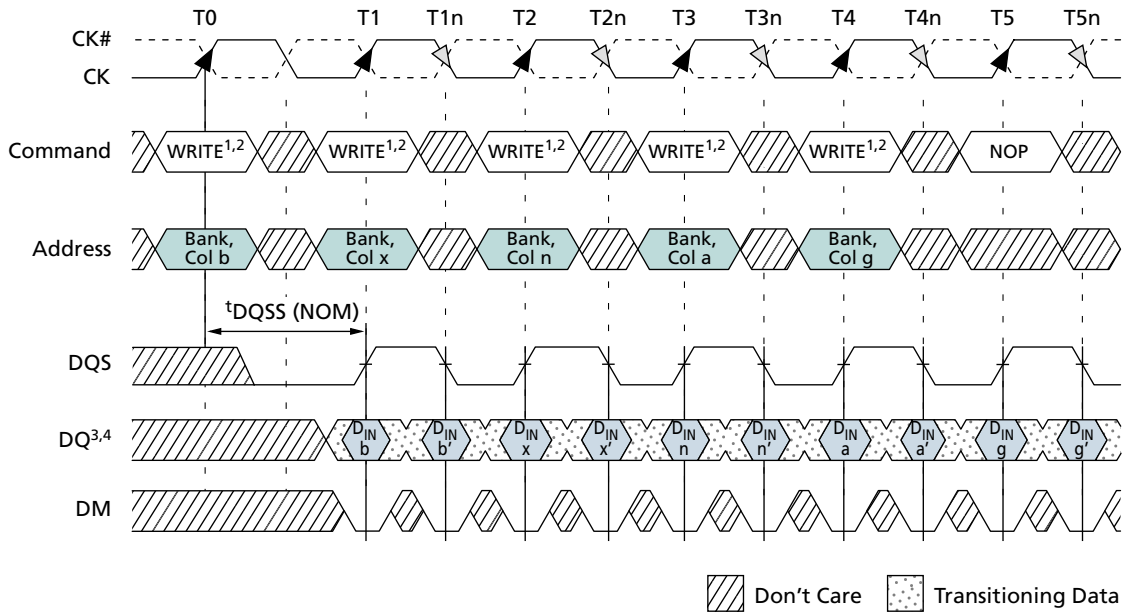 T0 T1 T1n T2 T2n T3 T3n T4 T4n T5 T5n
CK#
CK
Command WRITE1,2 WRITE1,2 WRITE1,2 WRITE1,2 WRITE1,2 NOP
Address Bank, Col b Bank, Col x Bank, Col n Bank, Col a Bank, Col g
tDQSS (NOM)
DQS
DQ3,4 DIN b DIN b' DIN x DIN x' DIN n DIN n' DIN a DIN a' DIN g DIN g'
DM
Don't Care Transitioning Data